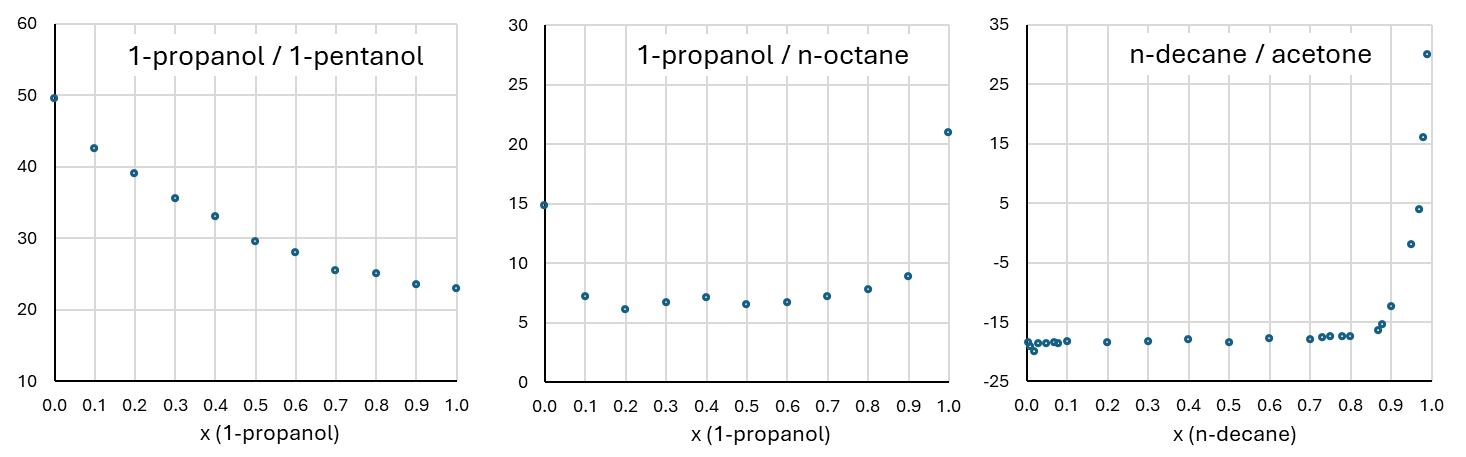 1-propanol / 1-pentanol
60
50
40
30
20
10
0.0 0.1 0.2 0.3 0.4 0.5 0.6 0.7 0.8 0.9 1.0
x (1-propanol)
1-propanol / n-octane
30
25
20
15
10
5
0
0.0 0.1 0.2 0.3 0.4 0.5 0.6 0.7 0.8 0.9 1.0
x (1-propanol)
n-decane / acetone
35
25
15
5
-5
-15
-25
0.0 0.1 0.2 0.3 0.4 0.5 0.6 0.7 0.8 0.9 1.0
x (n-decane)